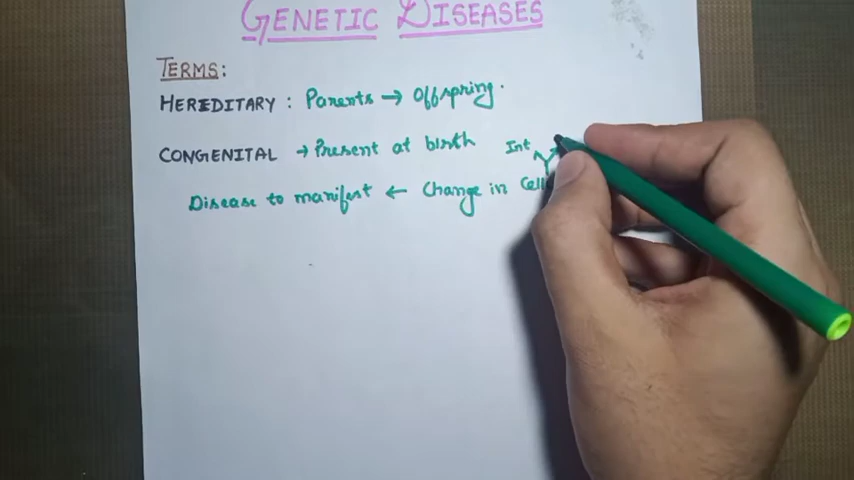 GENETIC DISEASES
TERMS:
HEREDITARY : Parents → Offspring.
CONGENITAL → Present at birth Int
Disease to manifest ← Change in Cell